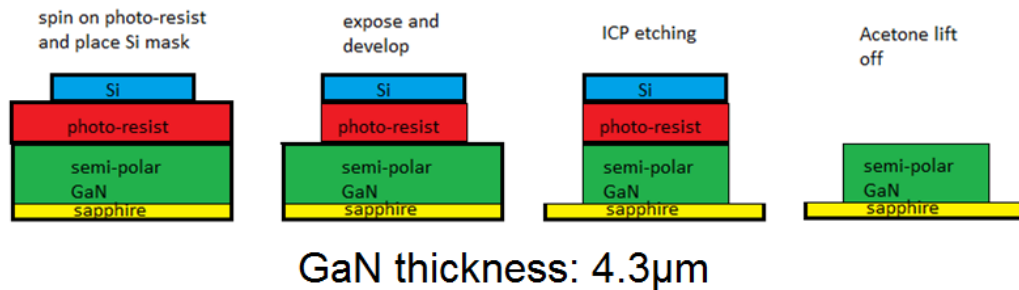 spin on photo-resist
and place Si mask
Si
photo-resist
semi-polar
GaN
sapphire
expose and
develop
Si
photo-resist
semi-polar
GaN
sapphire
ICP etching
Si
photo-resist
semi-polar
GaN
sapphire
Acetone lift
off
semi-polar
GaN
sapphire
GaN thickness: 4.3μm